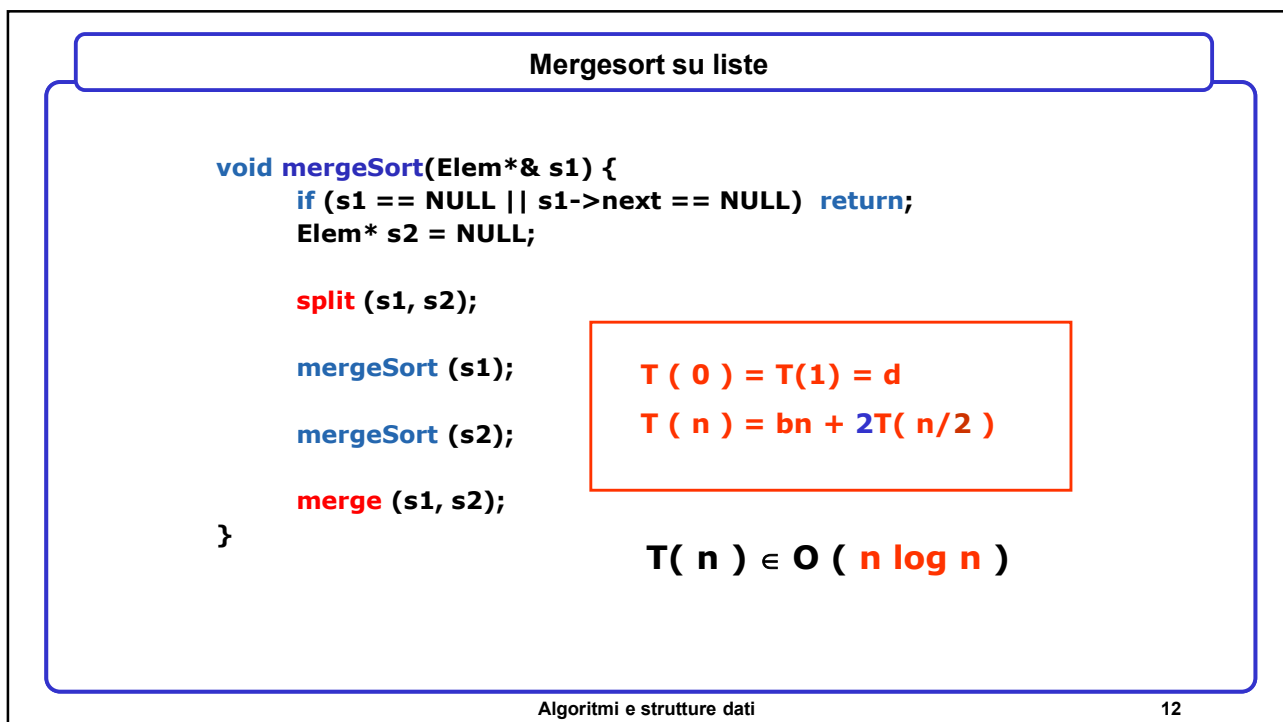 Mergesort su liste
void mergeSort(Elem*& s1) {
if (s1 == NULL || s1->next == NULL) return;
Elem* s2 = NULL;
split (s1, s2);
mergeSort (s1);
mergeSort (s2);
merge (s1, s2);
}
T ( 0 ) = T(1) = d
T ( n ) = bn + 2T( n/2 )
T( n ) ∈ O ( n log n )
Algoritmi e strutture dati
12